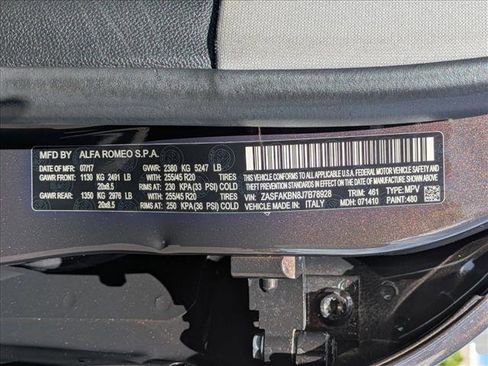 MFD BY ALFA ROMEO S.P.A.
DATE OF MFR: 07/17 GVWR: 2380 KG 5247 LB
GAWR FRONT: 1130 KG 2491 LB WITH: 255/45 R20 TIRES
20x8.5 RIMS AT: 230 KPA(33 PSI) COLD
GAWR REAR: 1350 KG 2976 LB WITH: 255/45 R20 TIRES
20x8.5 RIMS AT: 250 KPA(36 PSI) COLD
THIS VEHICLE CONFORMS TO ALL APPLICABLE U.S.A. FEDERAL
MOTOR VEHICLE SAFETY, BUMPER, AND THEFT PREVENTION STANDARDS
IN EFFECT ON THE DATE OF MANUFACTURE SHOWN ABOVE.
VIN: ZASFAKBN8J7B78928 TRIM: 461 TYPE: MPV
VEHICLE MADE IN: ITALY MDH: 071410 PAINT: 480